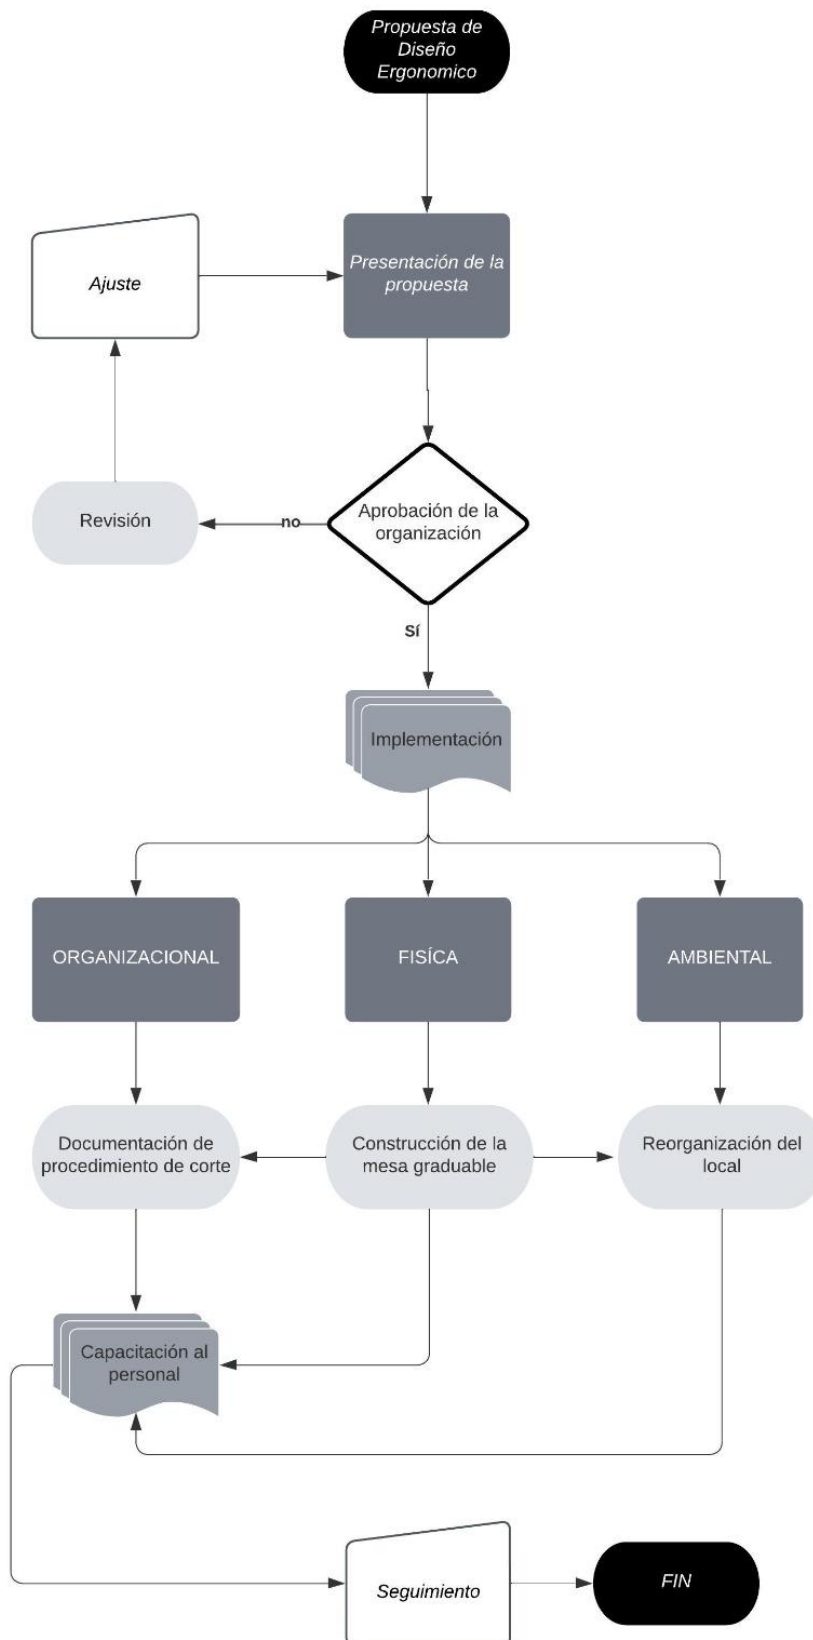 Propuesta de
Diseño
Ergonomico
Presentación de la
propuesta
Ajuste
Aprobación de la
organización
no
Revisión
Sí
Implementación
ORGANIZACIONAL
FISÍCA
AMBIENTAL
Documentación de
procedimiento de corte
Construcción de la
mesa graduable
Reorganización del
local
Capacitación al
personal
Seguimiento
FIN